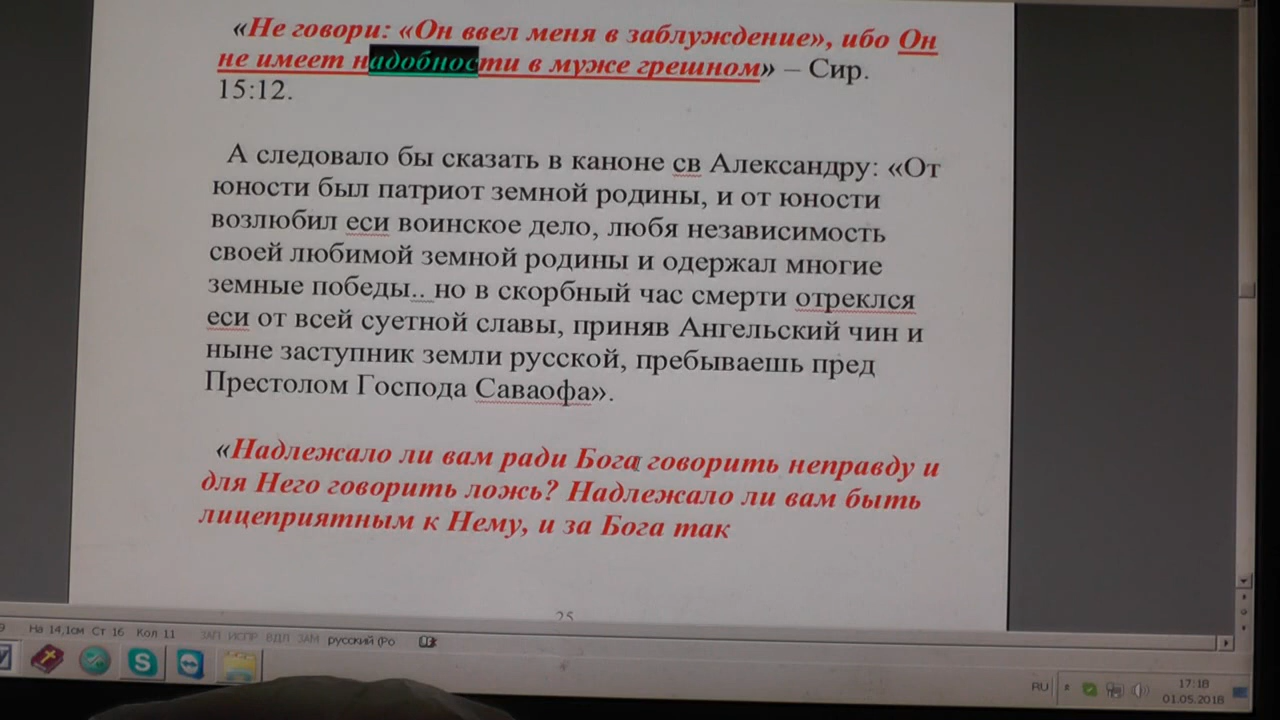 «Не говори: «Он ввел меня в заблуждение», ибо Он
не имеет надобности в муже грешном» – Сир.
15:12.
А следовало бы сказать в каноне св Александру: «От
юности был патриот земной родины, и от юности
возлюбил еси воинское дело, любя независимость
своей любимой земной родины и одержал многие
земные победы.. но в скорбный час смерти отреклся
еси от всей суетной славы, приняв Ангельский чин и
ныне заступник земли русской, пребываешь пред
Престолом Господа Саваофа».
«Надлежало ли вам ради Бога говорить неправду и
для Него говорить ложь? Надлежало ли вам быть
лицеприятным к Нему, и за Бога так
25
На 14,1см Ст 16 Кол 11 ЗАП ИСПР ВДЛ ЗАМ русский (Ро
RU 17:18
01.05.2018